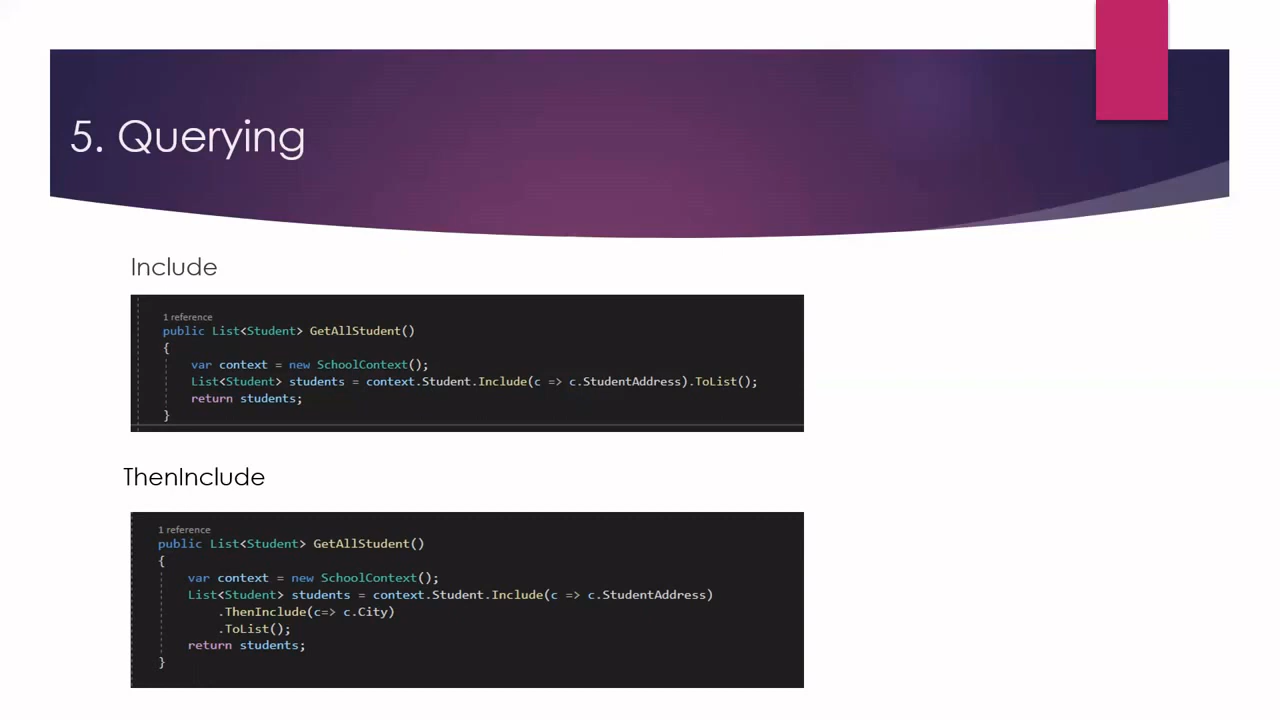 5. Querying
Include
1 reference
public List<Student> GetAllStudent()
{
var context = new SchoolContext();
List<Student> students = context.Student.Include(c => c.StudentAddress).ToList();
return students;
}
ThenInclude
1 reference
public List<Student> GetAllStudent()
{
var context = new SchoolContext();
List<Student> students = context.Student.Include(c => c.StudentAddress)
.ThenInclude(c=> c.City)
.ToList();
return students;
}